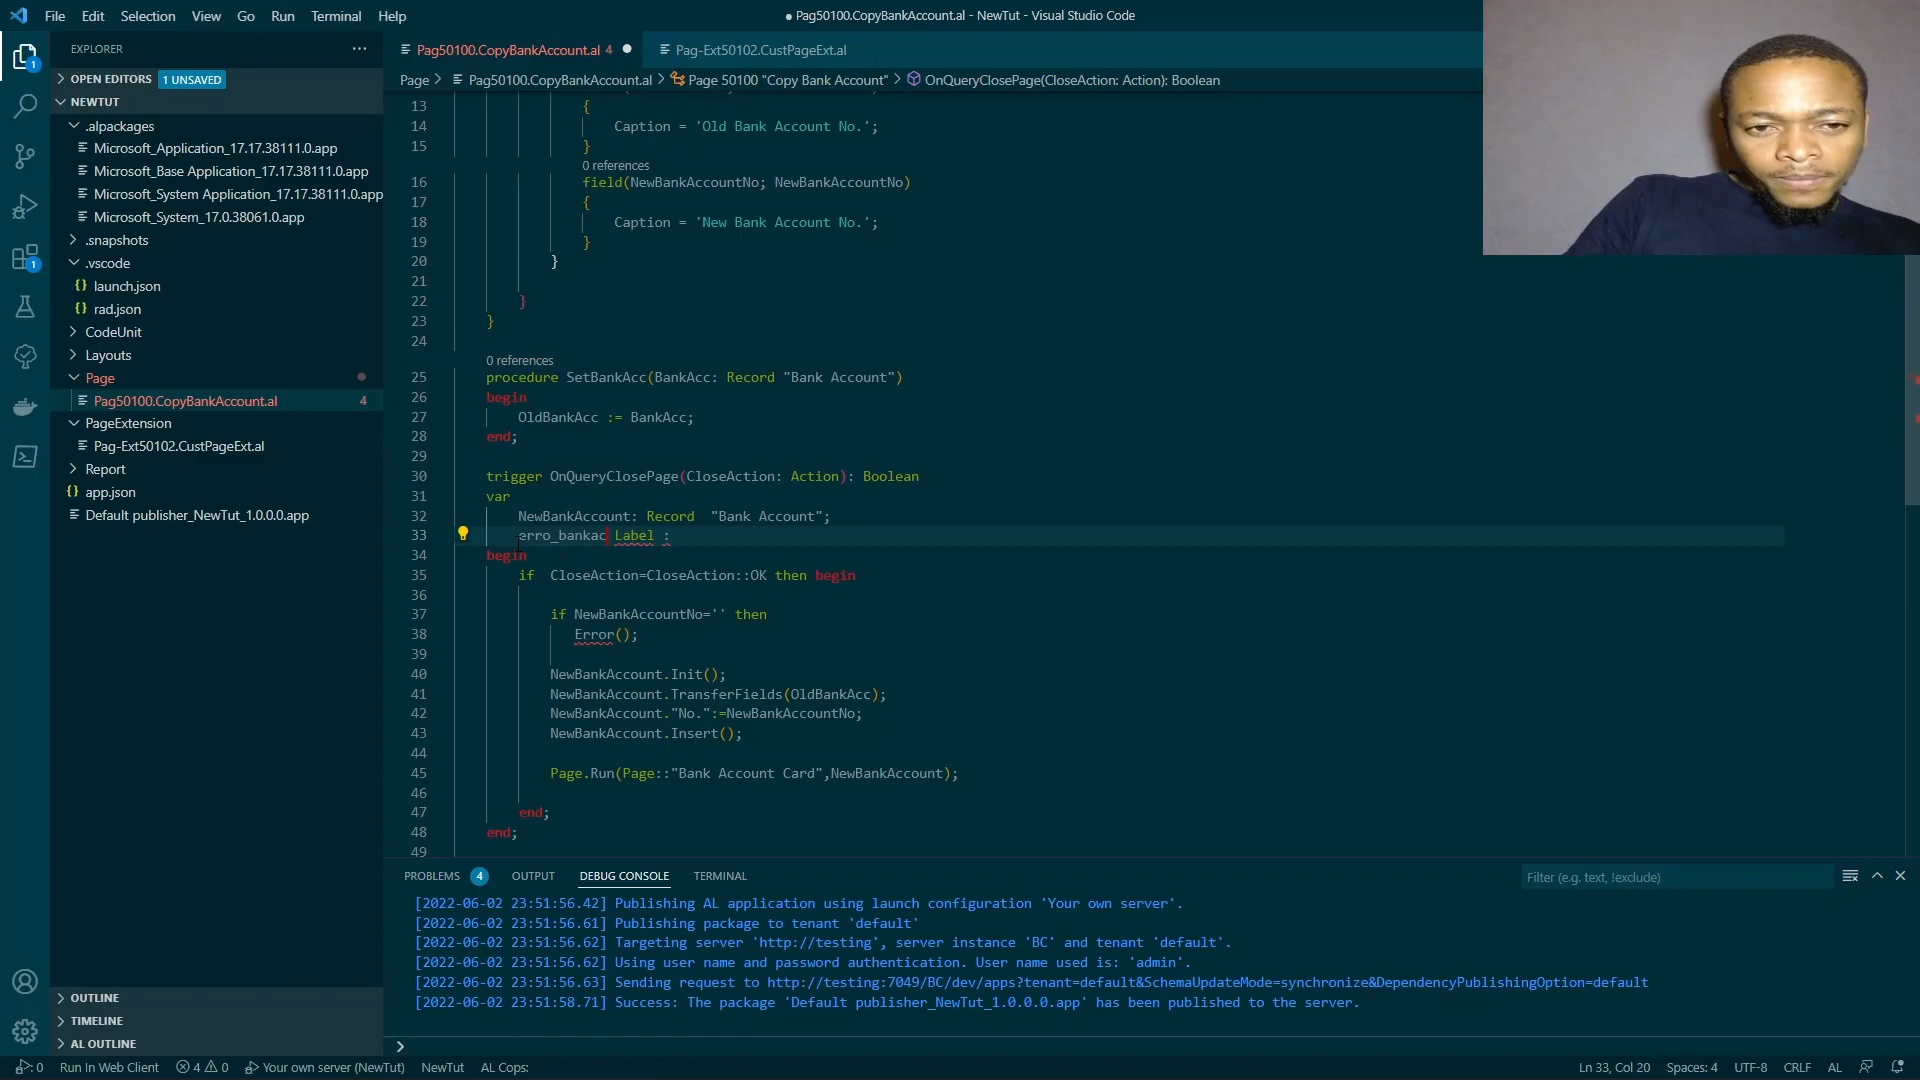 File Edit Selection View Go Run Terminal Help
● Pag50100.CopyBankAccount.al - NewTut - Visual Studio Code
EXPLORER
OPEN EDITORS 1 UNSAVED
NEWTUT
.alpackages
Microsoft_Application_17.17.38111.0.app
Microsoft_Base Application_17.17.38111.0.app
Microsoft_System Application_17.17.38111.0.app
Microsoft_System_17.0.38061.0.app
.snapshots
.vscode
launch.json
rad.json
CodeUnit
Layouts
Page
Pag50100.CopyBankAccount.al 4
PageExtension
Pag-Ext50102.CustPageExt.al
Report
app.json
Default publisher_NewTut_1.0.0.0.app
OUTLINE
TIMELINE
AL OUTLINE
Pag50100.CopyBankAccount.al 4 ● Pag-Ext50102.CustPageExt.al
Page > Pag50100.CopyBankAccount.al > Page 50100 "Copy Bank Account" > OnQueryClosePage(CloseAction: Action): Boolean
13 {
14 Caption = 'Old Bank Account No.';
15 }
0 references
16 field(NewBankAccountNo; NewBankAccountNo)
17 {
18 Caption = 'New Bank Account No.';
19 }
20 }
21
22 }
23 }
24
0 references
25 procedure SetBankAcc(BankAcc: Record "Bank Account")
26 begin
27 OldBankAcc := BankAcc;
28 end;
29
30 trigger OnQueryClosePage(CloseAction: Action): Boolean
31 var
32 NewBankAccount: Record  "Bank Account";
33 erro_bankac Label :
34 begin
35 if  CloseAction=CloseAction::OK then begin
36
37 if NewBankAccountNo='' then
38 Error();
39
40 NewBankAccount.Init();
41 NewBankAccount.TransferFields(OldBankAcc);
42 NewBankAccount."No.":=NewBankAccountNo;
43 NewBankAccount.Insert();
44
45 Page.Run(Page::"Bank Account Card",NewBankAccount);
46
47 end;
48 end;
49
PROBLEMS 4 OUTPUT DEBUG CONSOLE TERMINAL Filter (e.g. text, !exclude)
[2022-06-02 23:51:56.42] Publishing AL application using launch configuration 'Your own server'.
[2022-06-02 23:51:56.61] Publishing package to tenant 'default'
[2022-06-02 23:51:56.62] Targeting server 'http://testing', server instance 'BC' and tenant 'default'.
[2022-06-02 23:51:56.62] Using user name and password authentication. User name used is: 'admin'.
[2022-06-02 23:51:56.63] Sending request to http://testing:7049/BC/dev/apps?tenant=default&SchemaUpdateMode=synchronize&DependencyPublishingOption=default
[2022-06-02 23:51:58.71] Success: The package 'Default publisher_NewTut_1.0.0.0.app' has been published to the server.
: 0 Run In Web Client 4 0 Your own server (NewTut) NewTut AL Cops: Ln 33, Col 20 Spaces: 4 UTF-8 CRLF AL